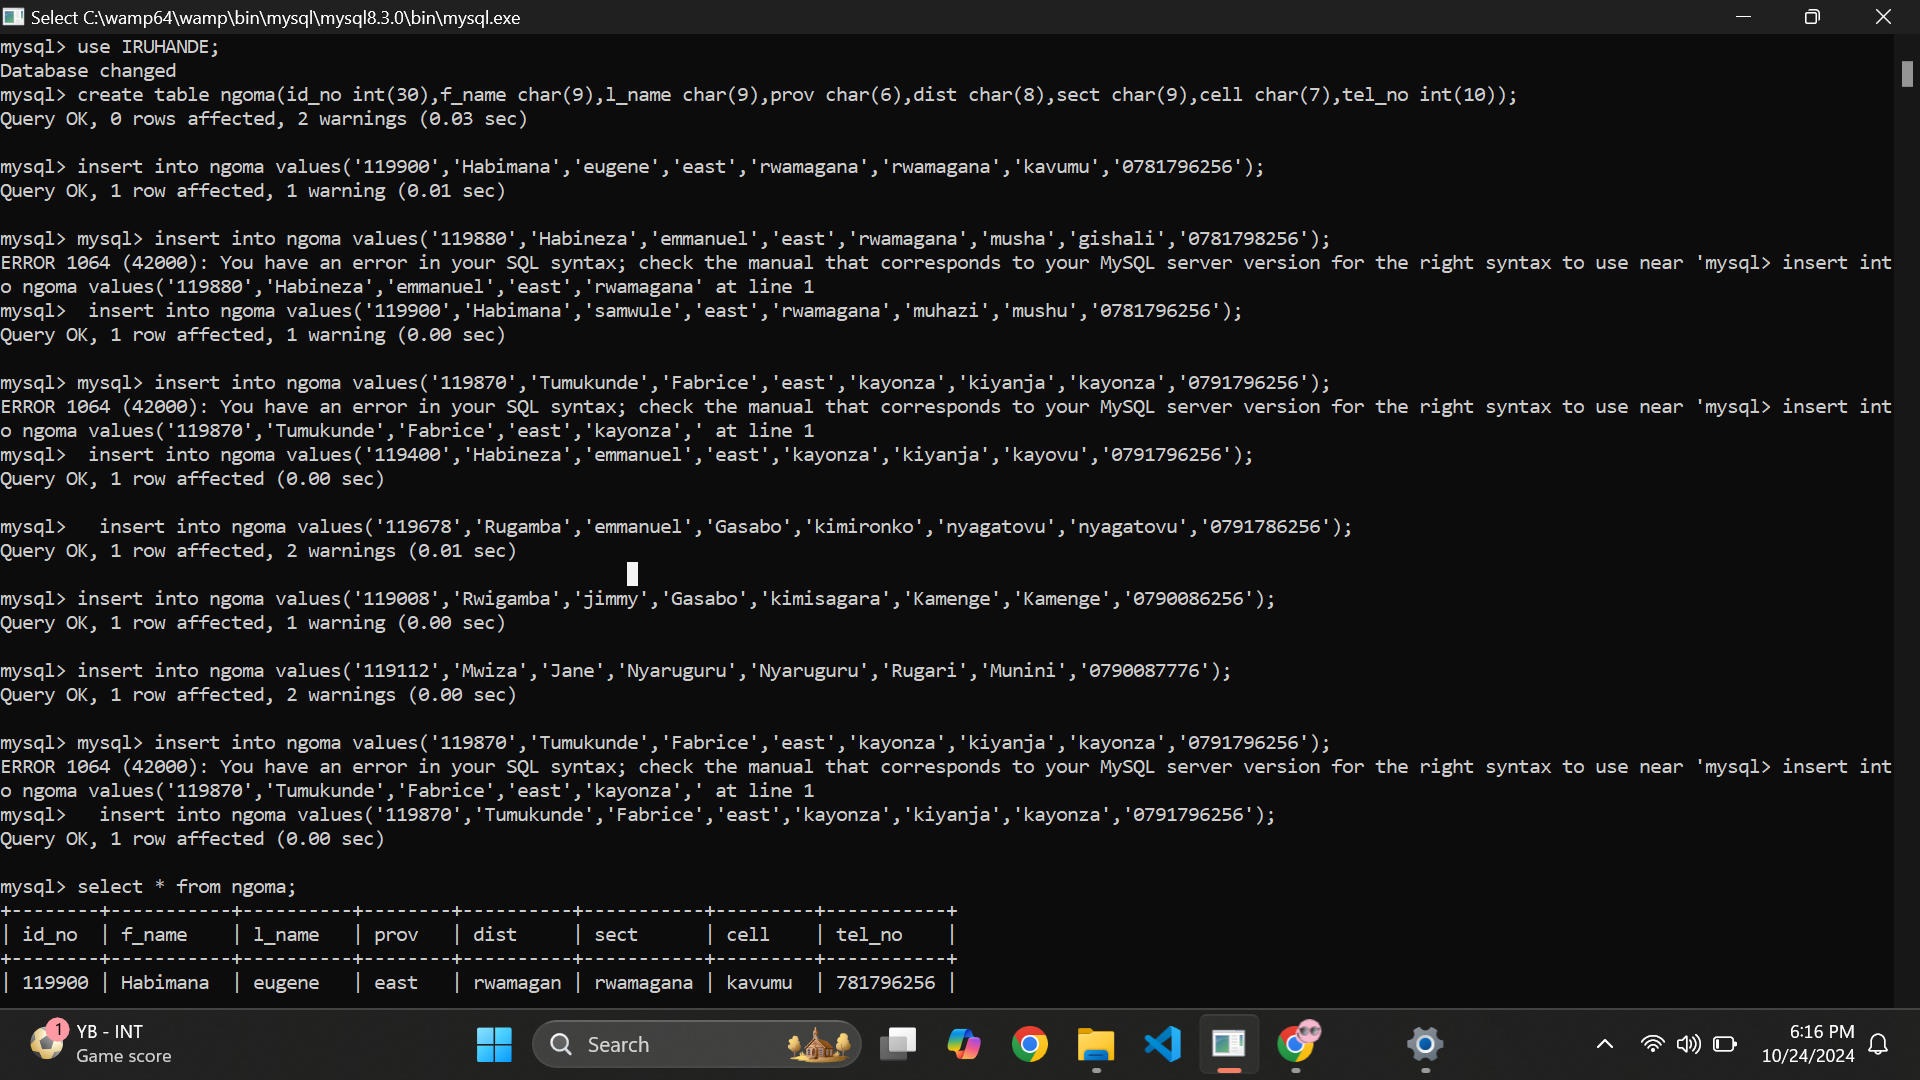 Select C:\wamp64\wamp\bin\mysql\mysql8.3.0\bin\mysql.exe
mysql> use IRUHANDE;
Database changed
mysql> create table ngoma(id_no int(30),f_name char(9),l_name char(9),prov char(6),dist char(8),sect char(9),cell char(7),tel_no int(10));
Query OK, 0 rows affected, 2 warnings (0.03 sec)
mysql> insert into ngoma values('119900','Habimana','eugene','east','rwamagana','rwamagana','kavumu','0781796256');
Query OK, 1 row affected, 1 warning (0.01 sec)
mysql> mysql> insert into ngoma values('119880','Habineza','emmanuel','east','rwamagana','musha','gishali','0781798256');
ERROR 1064 (42000): You have an error in your SQL syntax; check the manual that corresponds to your MySQL server version for the right syntax to use near 'mysql> insert int
o ngoma values('119880','Habineza','emmanuel','east','rwamagana' at line 1
mysql>  insert into ngoma values('119900','Habimana','samwule','east','rwamagana','muhazi','mushu','0781796256');
Query OK, 1 row affected, 1 warning (0.00 sec)
mysql> mysql> insert into ngoma values('119870','Tumukunde','Fabrice','east','kayonza','kiyanja','kayonza','0791796256');
ERROR 1064 (42000): You have an error in your SQL syntax; check the manual that corresponds to your MySQL server version for the right syntax to use near 'mysql> insert int
o ngoma values('119870','Tumukunde','Fabrice','east','kayonza',' at line 1
mysql>  insert into ngoma values('119400','Habineza','emmanuel','east','kayonza','kiyanja','kayovu','0791796256');
Query OK, 1 row affected (0.00 sec)
mysql>   insert into ngoma values('119678','Rugamba','emmanuel','Gasabo','kimironko','nyagatovu','nyagatovu','0791786256');
Query OK, 1 row affected, 2 warnings (0.01 sec)
mysql> insert into ngoma values('119008','Rwigamba','jimmy','Gasabo','kimisagara','Kamenge','Kamenge','0790086256');
Query OK, 1 row affected, 1 warning (0.00 sec)
mysql> insert into ngoma values('119112','Mwiza','Jane','Nyaruguru','Nyaruguru','Rugari','Munini','0790087776');
Query OK, 1 row affected, 2 warnings (0.00 sec)
mysql> mysql> insert into ngoma values('119870','Tumukunde','Fabrice','east','kayonza','kiyanja','kayonza','0791796256');
ERROR 1064 (42000): You have an error in your SQL syntax; check the manual that corresponds to your MySQL server version for the right syntax to use near 'mysql> insert int
o ngoma values('119870','Tumukunde','Fabrice','east','kayonza',' at line 1
mysql>   insert into ngoma values('119870','Tumukunde','Fabrice','east','kayonza','kiyanja','kayonza','0791796256');
Query OK, 1 row affected (0.00 sec)
mysql> select * from ngoma;
+--------+-----------+----------+--------+----------+-----------+---------+-----------+
| id_no  | f_name    | l_name   | prov   | dist     | sect      | cell    | tel_no    |
+--------+-----------+----------+--------+----------+-----------+---------+-----------+
| 119900 | Habimana  | eugene   | east   | rwamagan | rwamagana | kavumu  | 781796256 |
1
YB - INT
Game score
Search
6:16 PM
10/24/2024